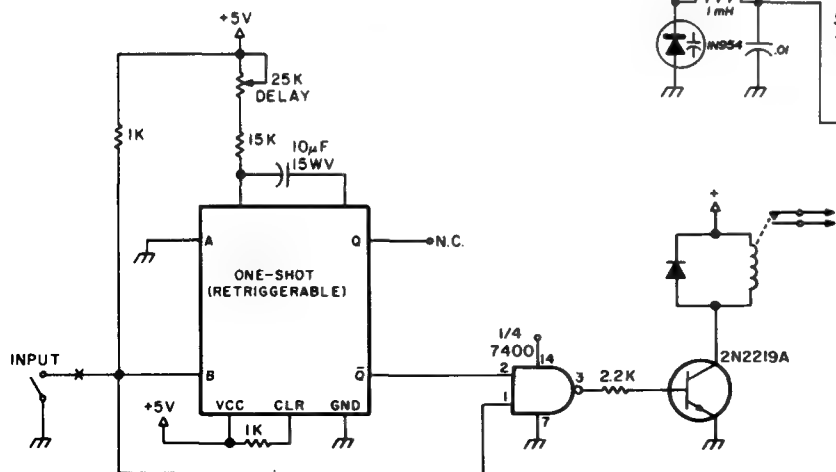 +5V
25K
DELAY
1K
15K
10µF
15WV
A
Q
N.C.
ONE-SHOT
(RETRIGGERABLE)
INPUT
B
Q̅
VCC
CLR
GND
+5V
1K
1/4
7400
14
2
1
3
7
2.2K
2N2219A
+
1mH
1N954
.01